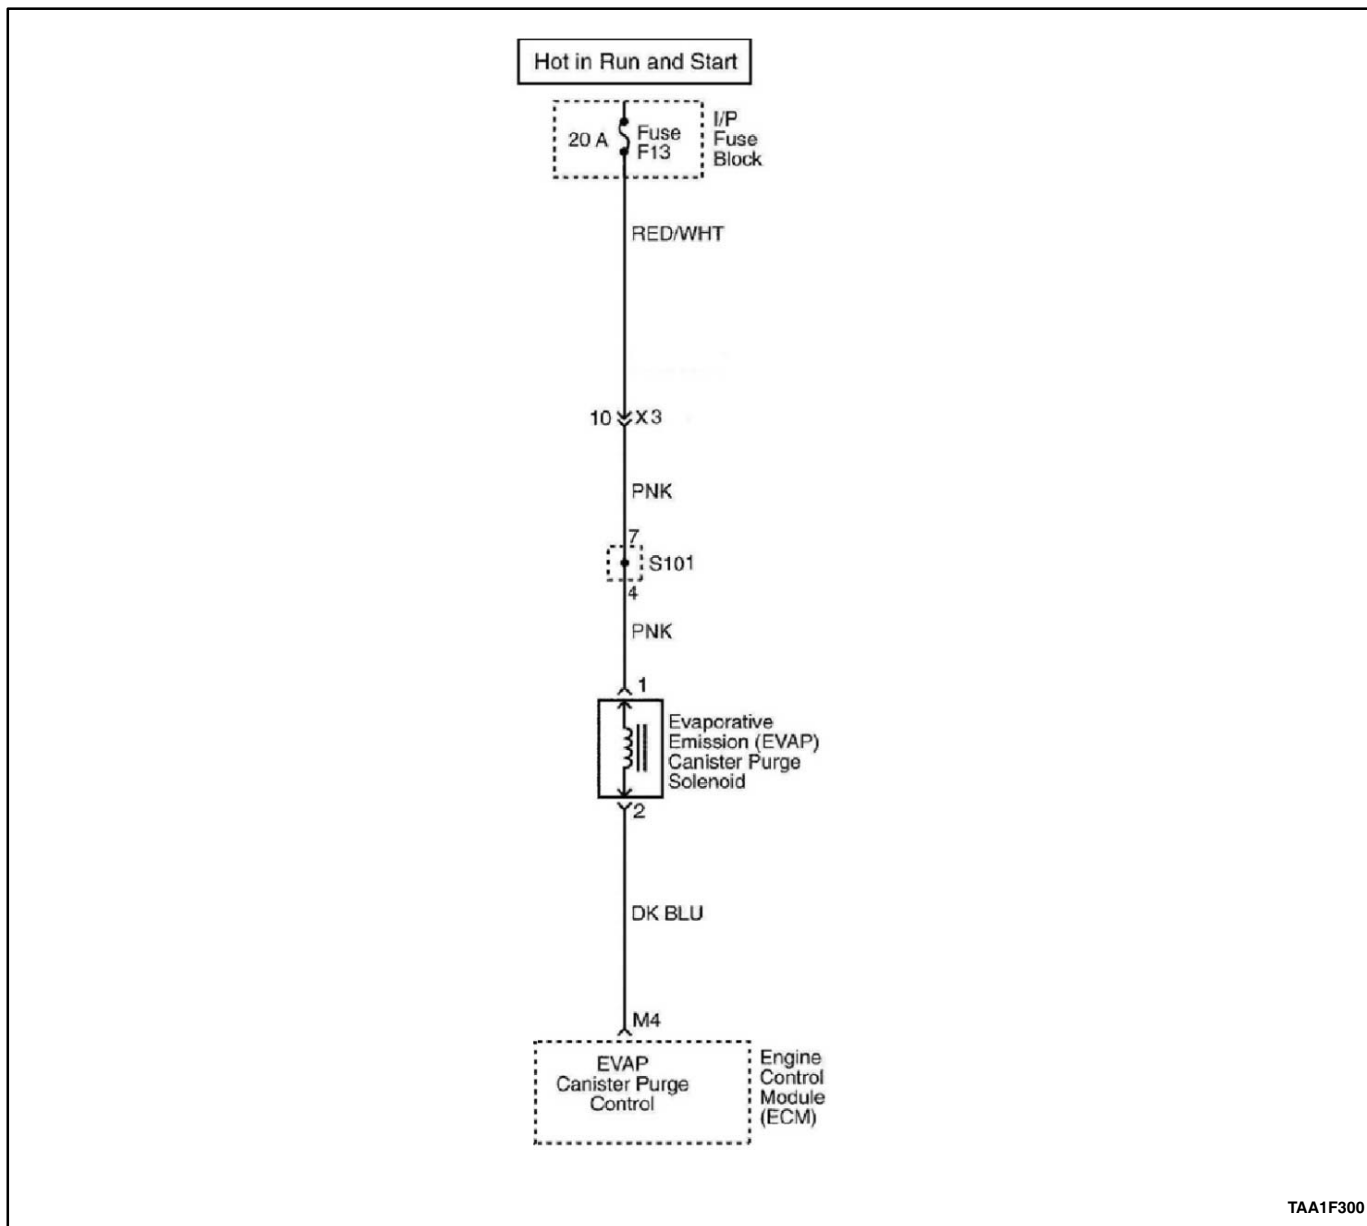 Hot in Run and Start
20 A
Fuse
F13
I/P
Fuse
Block
RED/WHT
10
X3
PNK
7
S101
4
PNK
1
Evaporative
Emission (EVAP)
Canister Purge
Solenoid
2
DK BLU
M4
EVAP
Canister Purge
Control
Engine
Control
Module
(ECM)
TAA1F300